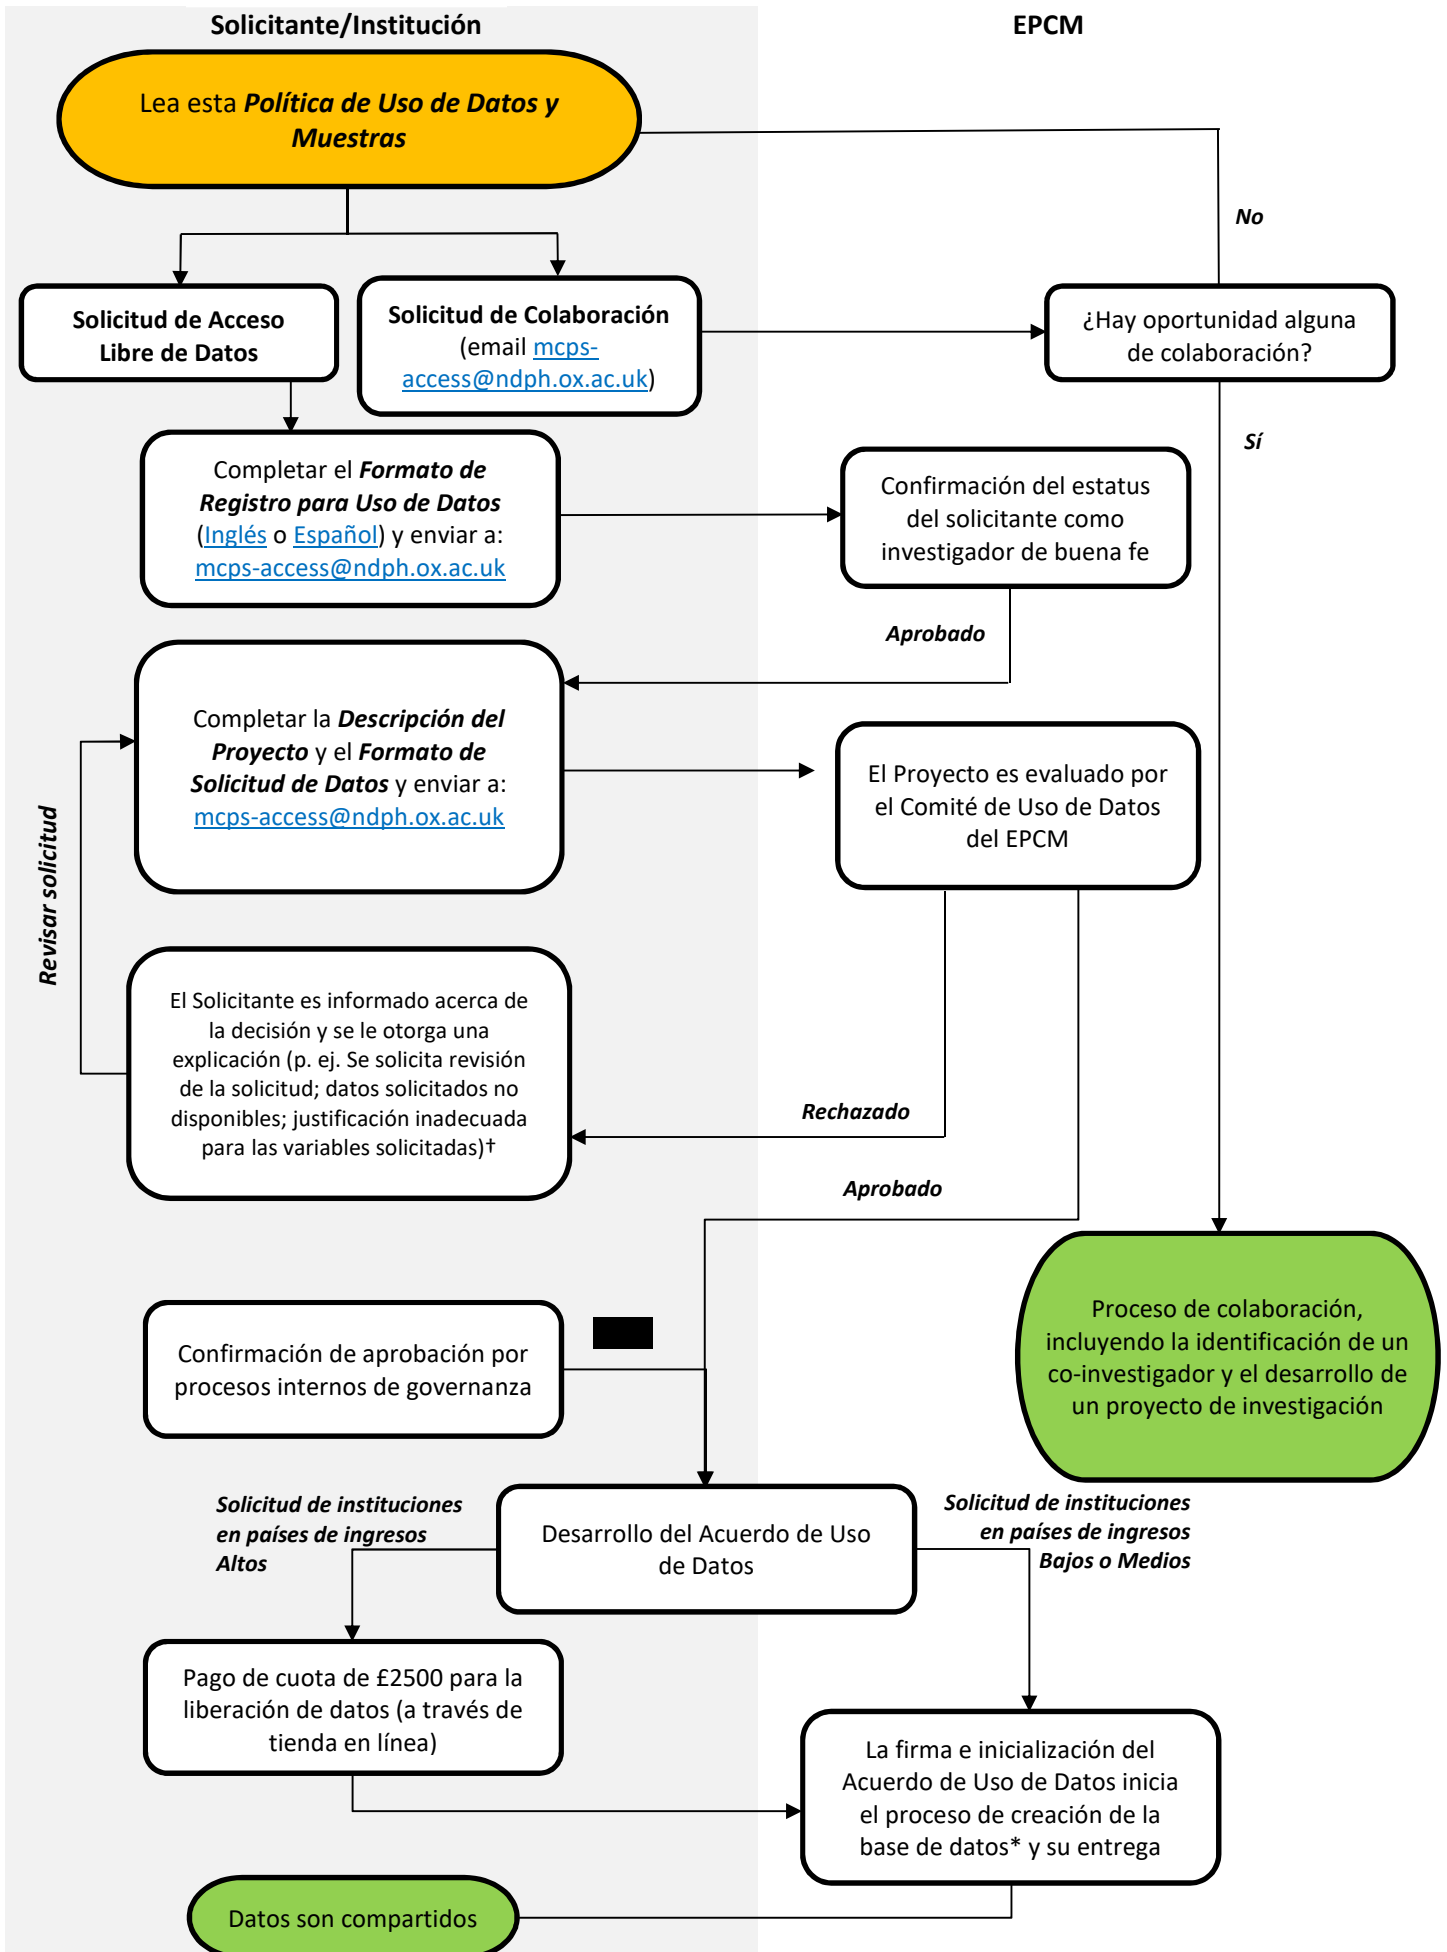 Solicitante/Institución
EPCM
Lea esta Política de Uso de Datos y
Muestras
No
Solicitud de Acceso
Libre de Datos
Solicitud de Colaboración
(email mcps-
access@ndph.ox.ac.uk)
¿Hay oportunidad alguna
de colaboración?
Sí
Completar el Formato de
Registro para Uso de Datos
(Inglés o Español) y enviar a:
mcps-access@ndph.ox.ac.uk
Confirmación del estatus
del solicitante como
investigador de buena fe
Aprobado
Completar la Descripción del
Proyecto y el Formato de
Solicitud de Datos y enviar a:
mcps-access@ndph.ox.ac.uk
El Proyecto es evaluado por
el Comité de Uso de Datos
del EPCM
Revisar solicitud
El Solicitante es informado acerca de
la decisión y se le otorga una
explicación (p. ej. Se solicita revisión
de la solicitud; datos solicitados no
disponibles; justificación inadecuada
para las variables solicitadas)†
Rechazado
Aprobado
Proceso de colaboración,
incluyendo la identificación de un
co-investigador y el desarrollo de
un proyecto de investigación
Confirmación de aprobación por
procesos internos de governanza
Solicitud de instituciones
en países de ingresos
Altos
Desarrollo del Acuerdo de Uso
de Datos
Solicitud de instituciones
en países de ingresos
Bajos o Medios
Pago de cuota de £2500 para la
liberación de datos (a través de
tienda en línea)
La firma e inicialización del
Acuerdo de Uso de Datos inicia
el proceso de creación de la
base de datos* y su entrega
Datos son compartidos